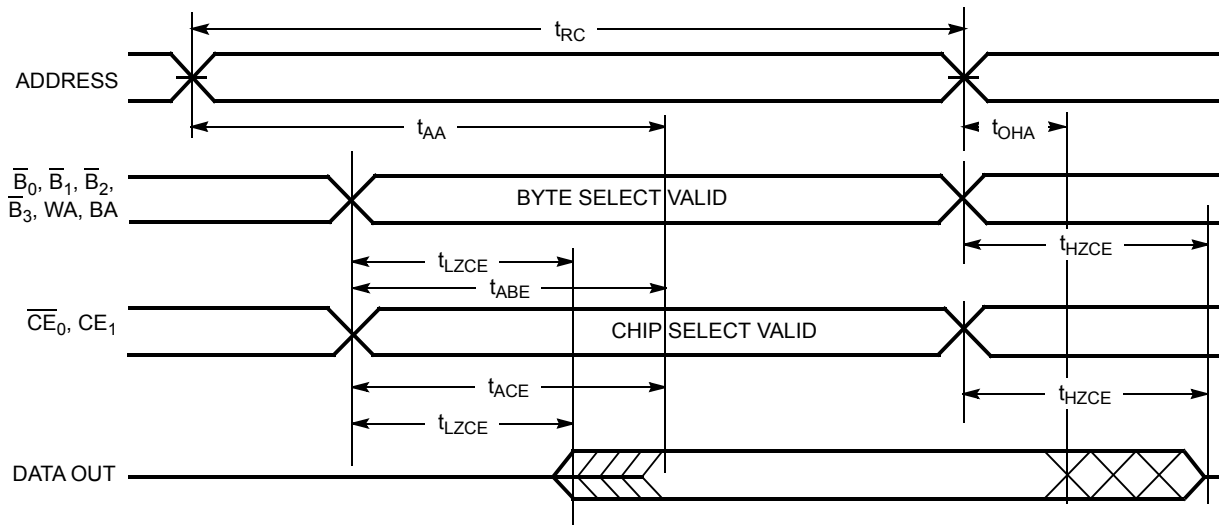 tRC
ADDRESS
tAA
tOHA
B̅0, B̅1, B̅2,
B̅3, WA, BA
BYTE SELECT VALID
tLZCE
tHZCE
tABE
C̅E̅0, CE1
CHIP SELECT VALID
tACE
tHZCE
tLZCE
DATA OUT